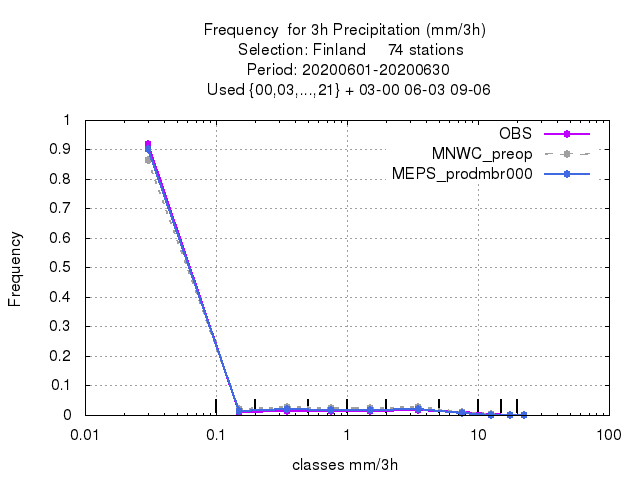 Frequency  for 3h Precipitation (mm/3h)
Selection: Finland     74 stations
Period: 20200601-20200630
Used {00,03,...,21} + 03-00 06-03 09-06
OBS
MNWC_preop
MEPS_prodmbr000
1
0.9
0.8
0.7
0.6
0.5
0.4
0.3
0.2
0.1
0
Frequency
0.01
0.1
1
10
100
classes mm/3h